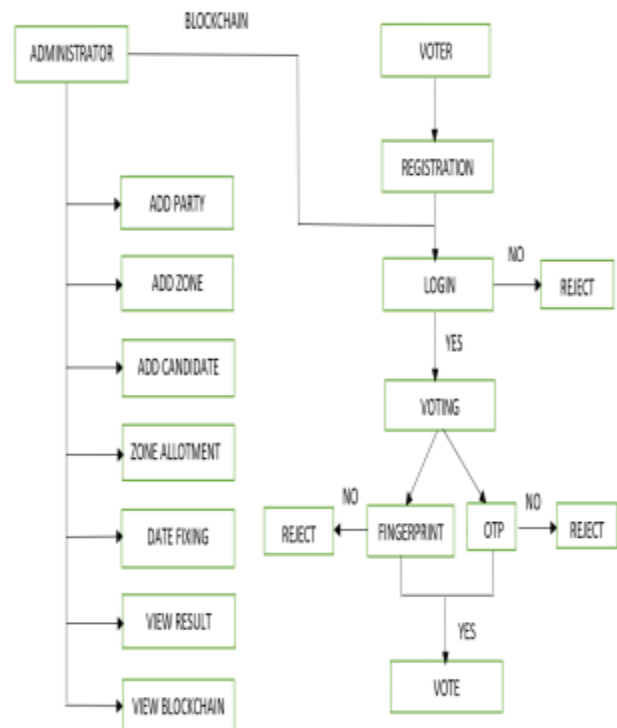 BLOCKCHAIN
ADMINISTRATOR
VOTER
REGISTRATION
ADD PARTY
ADD ZONE
LOGIN
NO
REJECT
YES
ADD CANDIDATE
VOTING
ZONE ALLOTMENT
NO
NO
REJECT
FINGERPRINT
OTP
REJECT
DATE FIXING
VIEW RESULT
YES
VOTE
VIEW BLOCKCHAIN